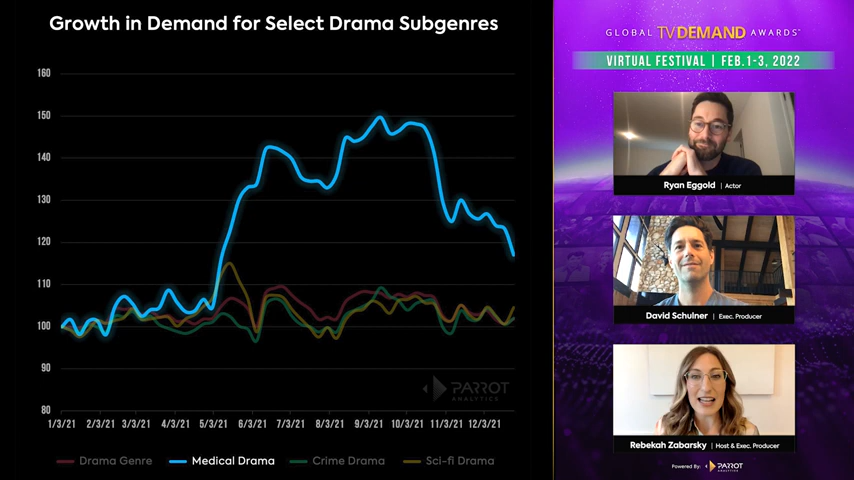 Growth in Demand for Select Drama Subgenres
160
150
140
130
120
110
100
90
80
1/3/21 2/3/21 3/3/21 4/3/21 5/3/21 6/3/21 7/3/21 8/3/21 9/3/21 10/3/21 11/3/21 12/3/21
PARROT
ANALYTICS
Drama Genre Medical Drama Crime Drama Sci-fi Drama
GLOBAL TV DEMAND AWARDS™
VIRTUAL FESTIVAL | FEB.1-3, 2022
Ryan Eggold | Actor
David Schulner | Exec. Producer
Rebekah Zabarsky | Host & Exec. Producer
Powered By: PARROT
ANALYTICS